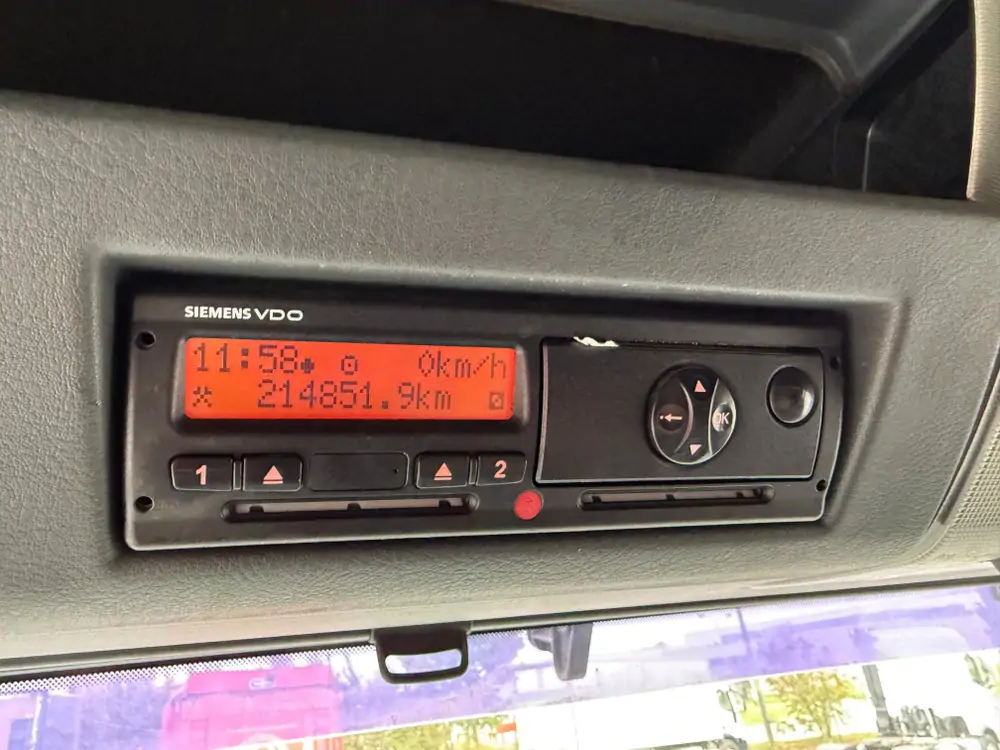 SIEMENS VDO
11:58 0km/h
214851.9km
OK
1 2